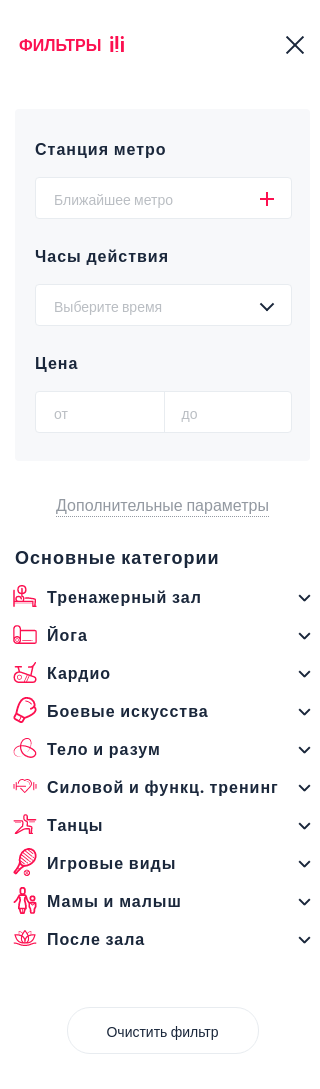 ФИЛЬТРЫ
Станция метро
Ближайшее метро
Часы действия
Выберите время
Цена
от до
Дополнительные параметры
Основные категории
Тренажерный зал
Йога
Кардио
Боевые искусства
Тело и разум
Силовой и функц. тренинг
Танцы
Игровые виды
Мамы и малыш
После зала
Очистить фильтр